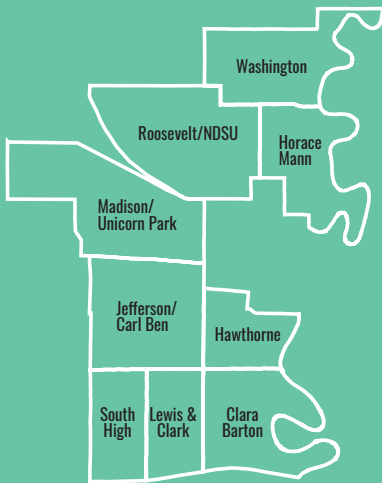 Washington
Roosevelt/NDSU
Horace
Mann
Madison/
Unicorn Park
Jefferson/
Carl Ben
Hawthorne
South
High
Lewis &
Clark
Clara
Barton